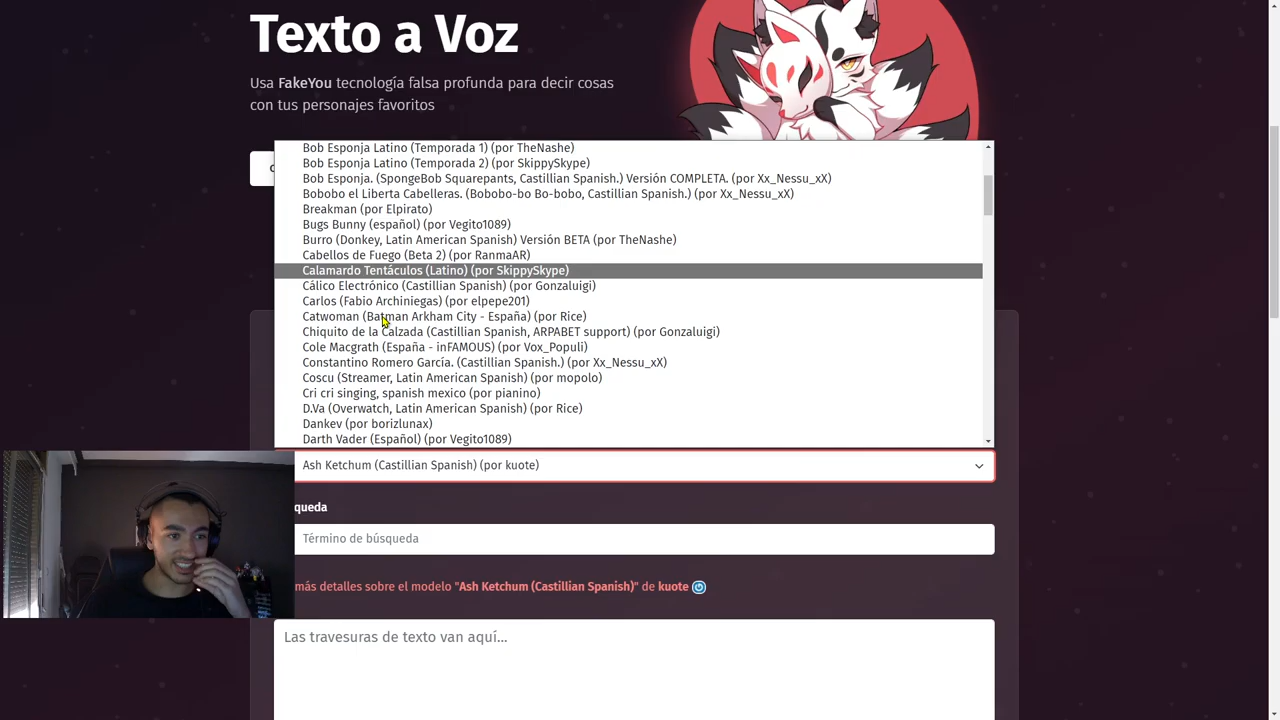 Texto a Voz
Usa FakeYou tecnología falsa profunda para decir cosas
con tus personajes favoritos
Bob Esponja Latino (Temporada 1) (por TheNashe)
Bob Esponja Latino (Temporada 2) (por SkippySkype)
Bob Esponja. (SpongeBob Squarepants, Castillian Spanish.) Versión COMPLETA. (por Xx_Nessu_xX)
Bobobo el Liberta Cabelleras. (Bobobo-bo Bo-bobo, Castillian Spanish.) (por Xx_Nessu_xX)
Breakman (por Elpirato)
Bugs Bunny (español) (por Vegito1089)
Burro (Donkey, Latin American Spanish) Versión BETA (por TheNashe)
Cabellos de Fuego (Beta 2) (por RanmaAR)
Calamardo Tentáculos (Latino) (por SkippySkype)
Cálico Electrónico (Castillian Spanish) (por Gonzaluigi)
Carlos (Fabio Archiniegas) (por elpepe201)
Catwoman (Batman Arkham City - España) (por Rice)
Chiquito de la Calzada (Castillian Spanish, ARPABET support) (por Gonzaluigi)
Cole Macgrath (España - inFAMOUS) (por Vox_Populi)
Constantino Romero García. (Castillian Spanish.) (por Xx_Nessu_xX)
Coscu (Streamer, Latin American Spanish) (por mopolo)
Cri cri singing, spanish mexico (por pianino)
D.Va (Overwatch, Latin American Spanish) (por Rice)
Dankev (por borizlunax)
Darth Vader (Español) (por Vegito1089)
Ash Ketchum (Castillian Spanish) (por kuote)
queda
Término de búsqueda
más detalles sobre el modelo "Ash Ketchum (Castillian Spanish)" de kuote
Las travesuras de texto van aquí...